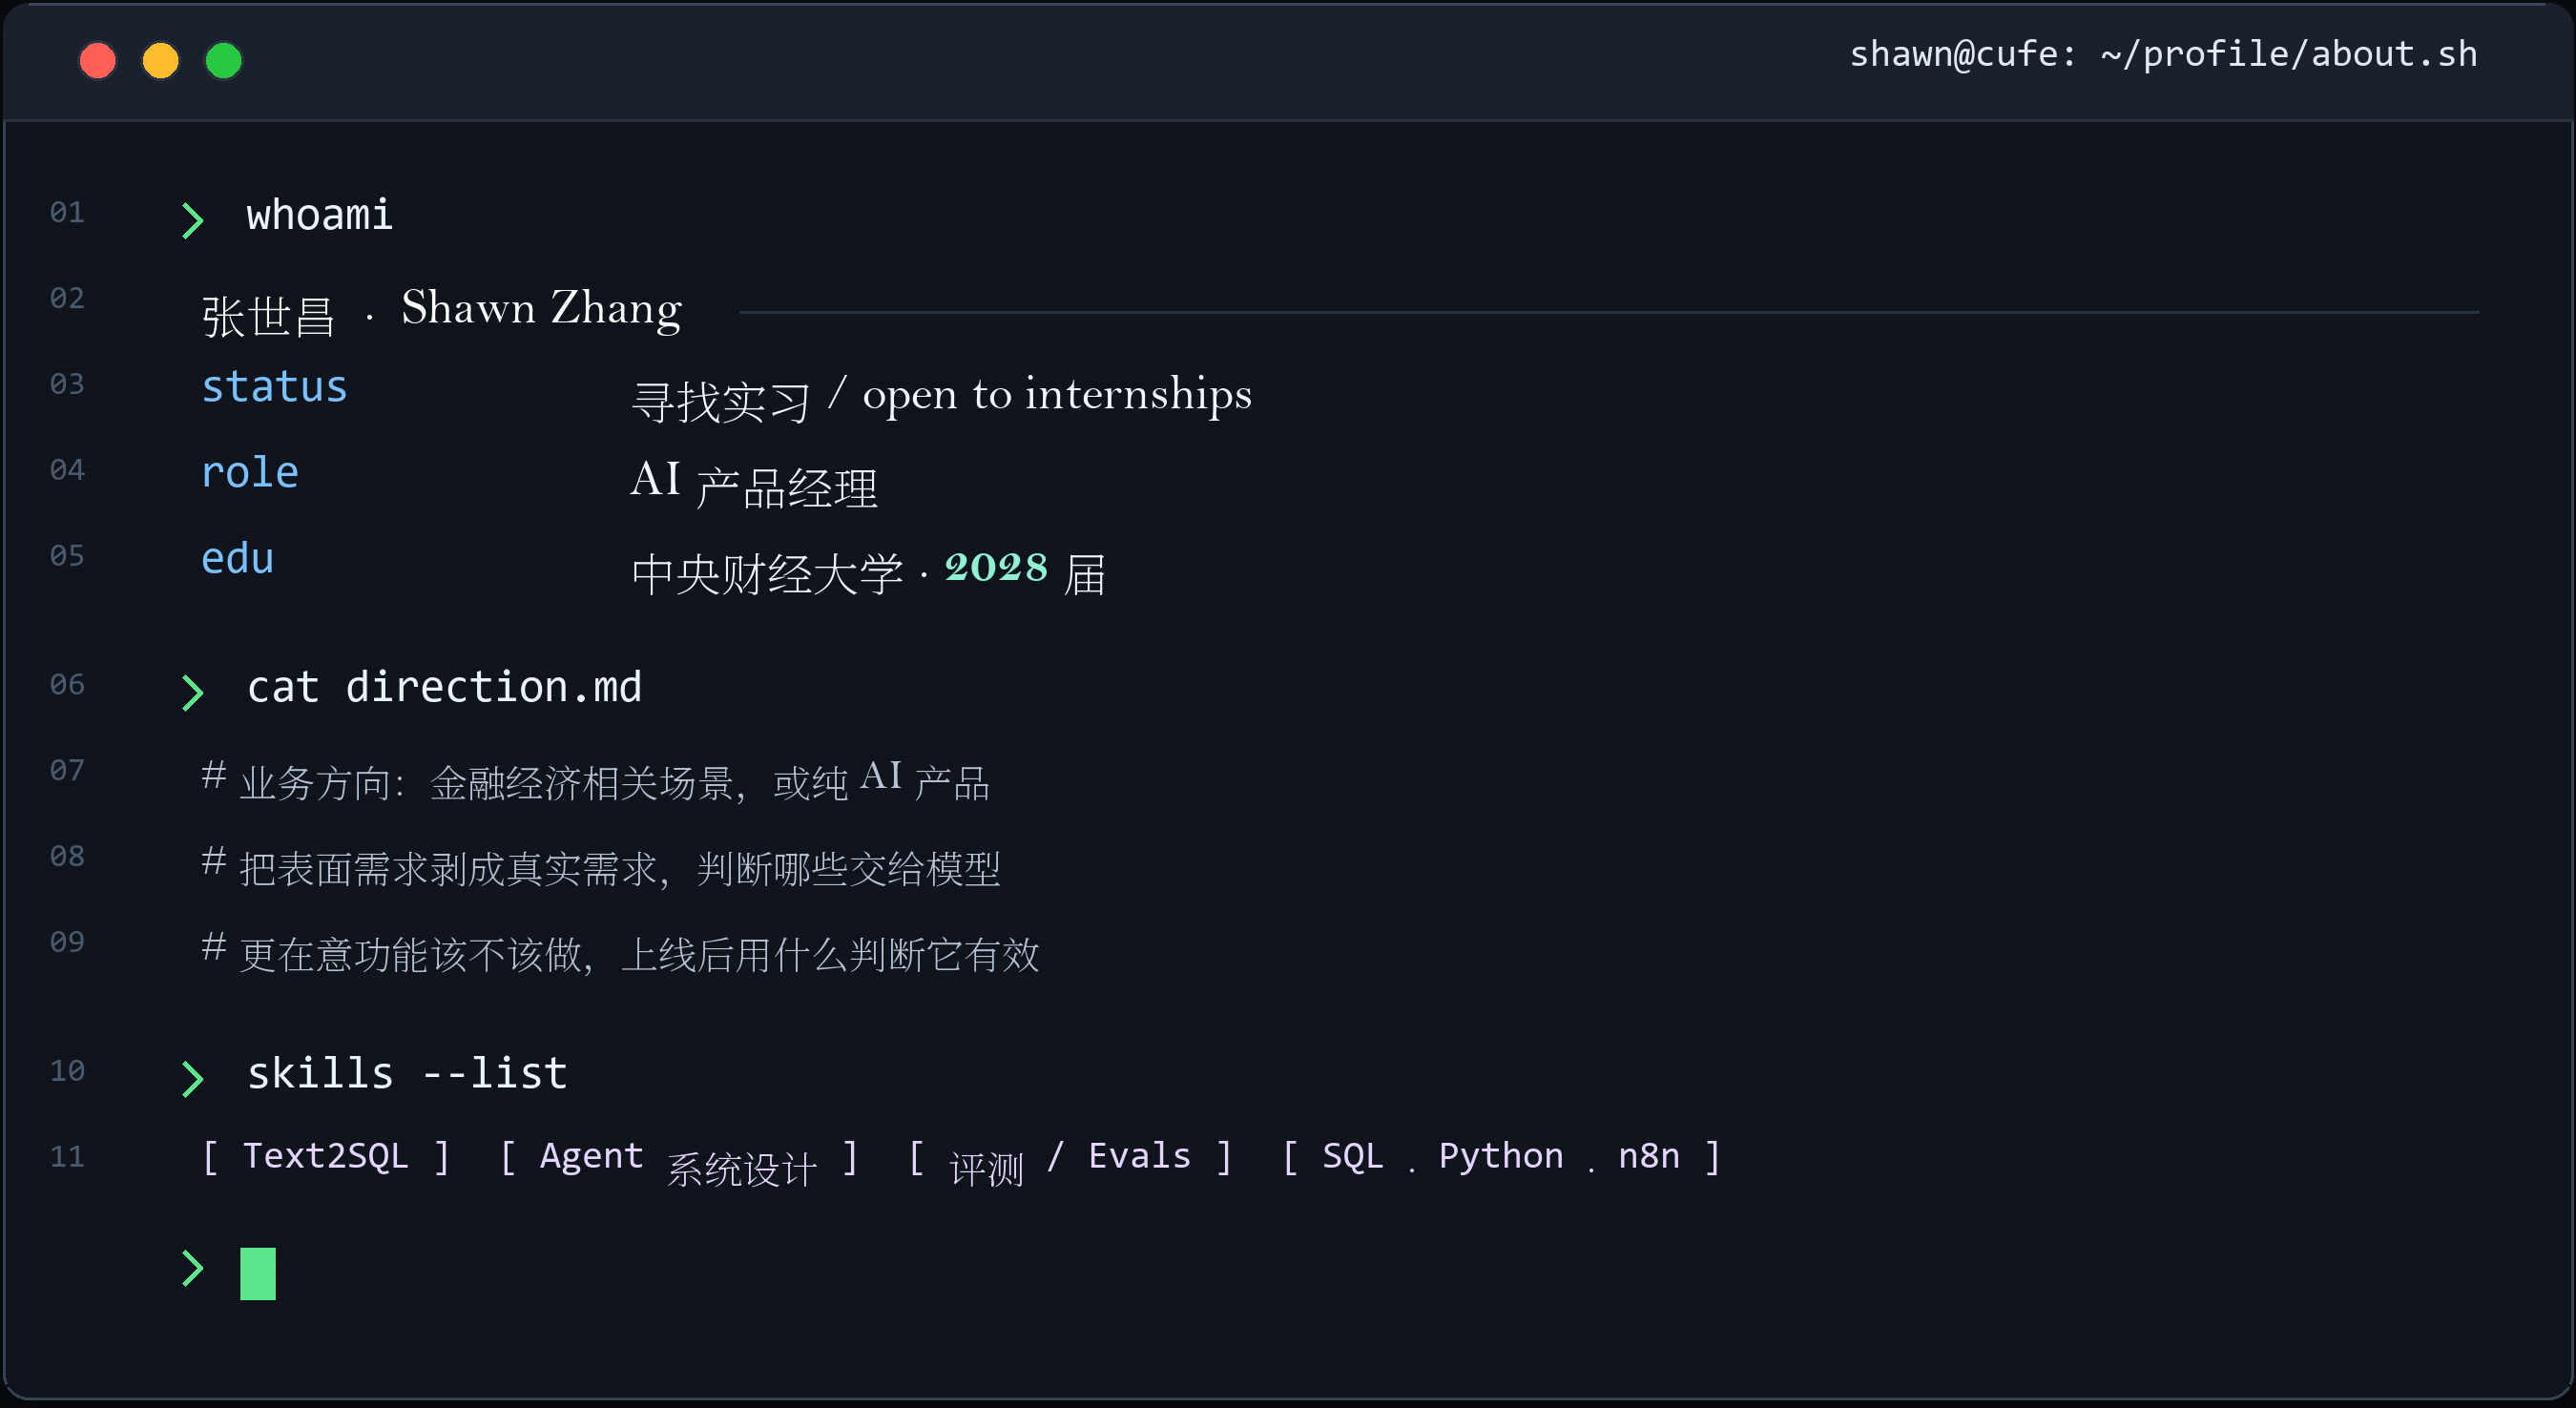 shawn@cufe: ~/profile/about.sh
01 > whoami
02 张世昌 · Shawn Zhang
03 status 寻找实习 / open to internships
04 role AI 产品经理
05 edu 中央财经大学 · 2028 届
06 > cat direction.md
07 # 业务方向：金融经济相关场景，或纯 AI 产品
08 # 把表面需求剥成真实需求，判断哪些交给模型
09 # 更在意功能该不该做，上线后用什么判断它有效
10 > skills --list
11 [ Text2SQL ] [ Agent 系统设计 ] [ 评测 / Evals ] [ SQL · Python · n8n ]
>